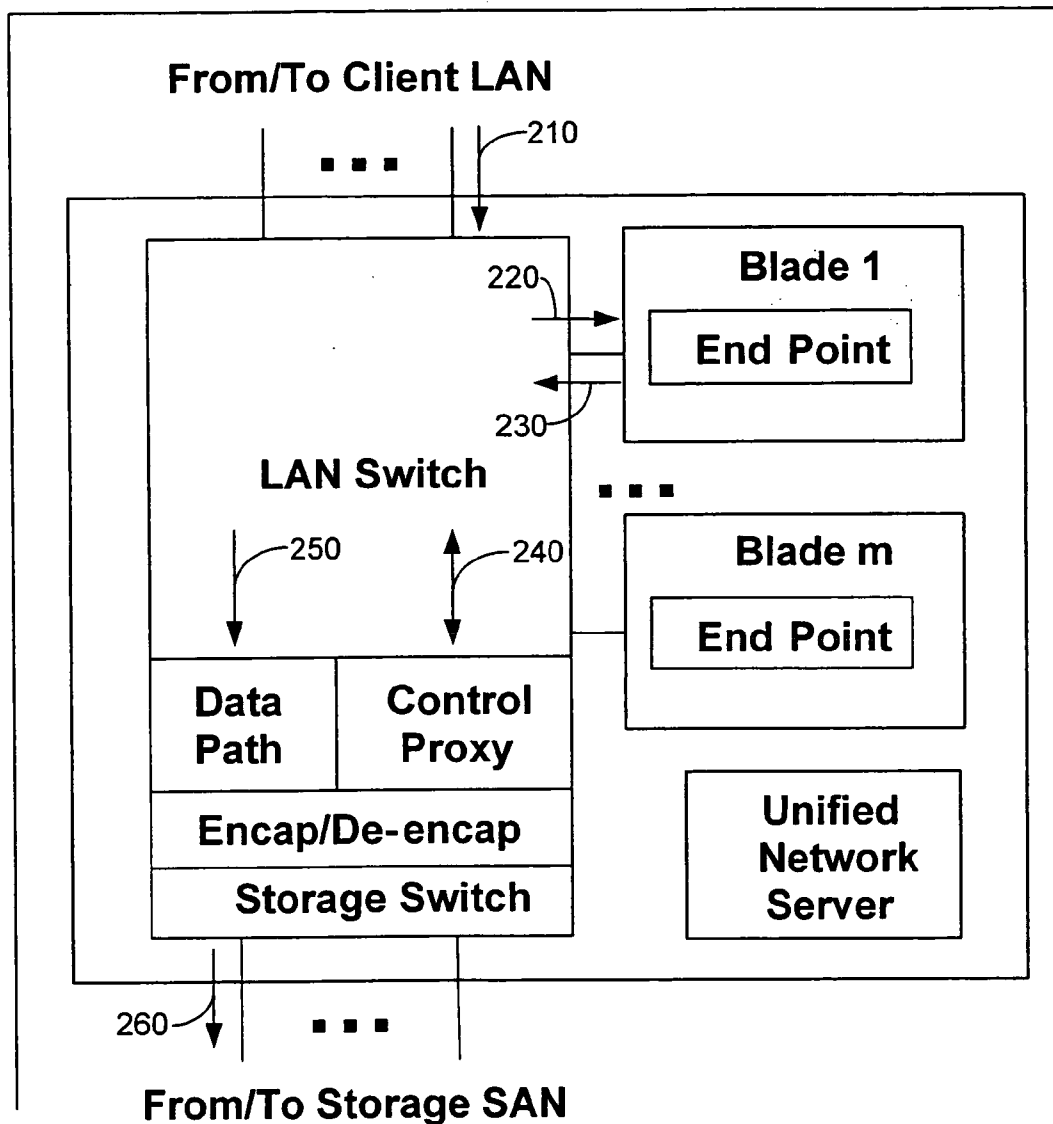 From/To Client LAN
210
Blade 1
220
End Point
230
LAN Switch
Blade m
250
240
End Point
Data Path
Control Proxy
Unified
Network
Server
Encap/De-encap
Storage Switch
260
From/To Storage SAN